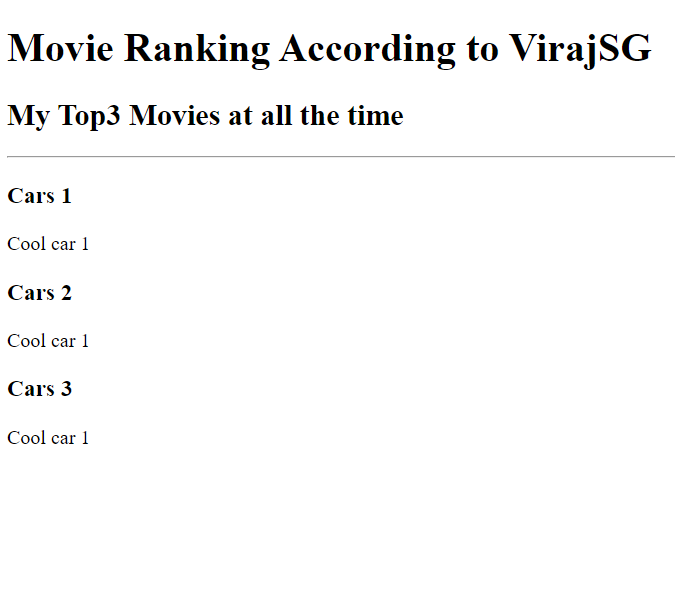 Movie Ranking According to VirajSG
My Top3 Movies at all the time
Cars 1
Cool car 1
Cars 2
Cool car 1
Cars 3
Cool car 1